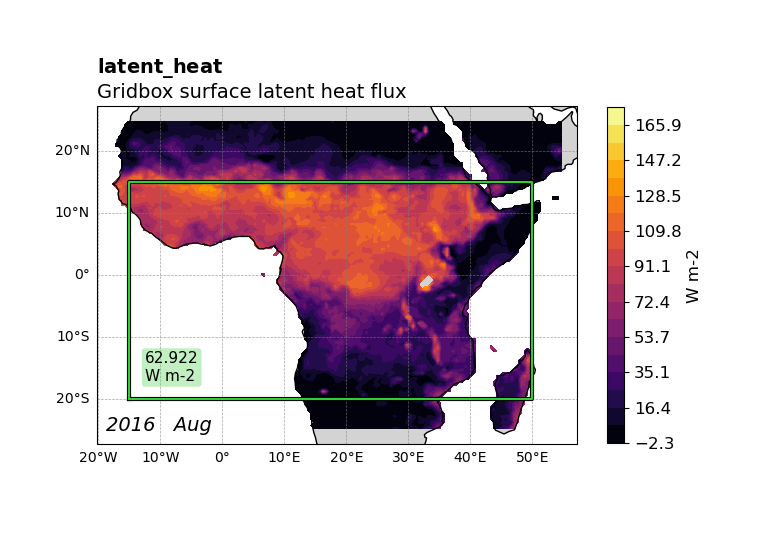 latent_heat
Gridbox surface latent heat flux
20°N
10°N
0°
10°S
20°S
62.922
W m-2
2016 Aug
20°W 10°W 0° 10°E 20°E 30°E 40°E 50°E
165.9
147.2
128.5
109.8
91.1
72.4
53.7
35.1
16.4
−2.3
W m-2